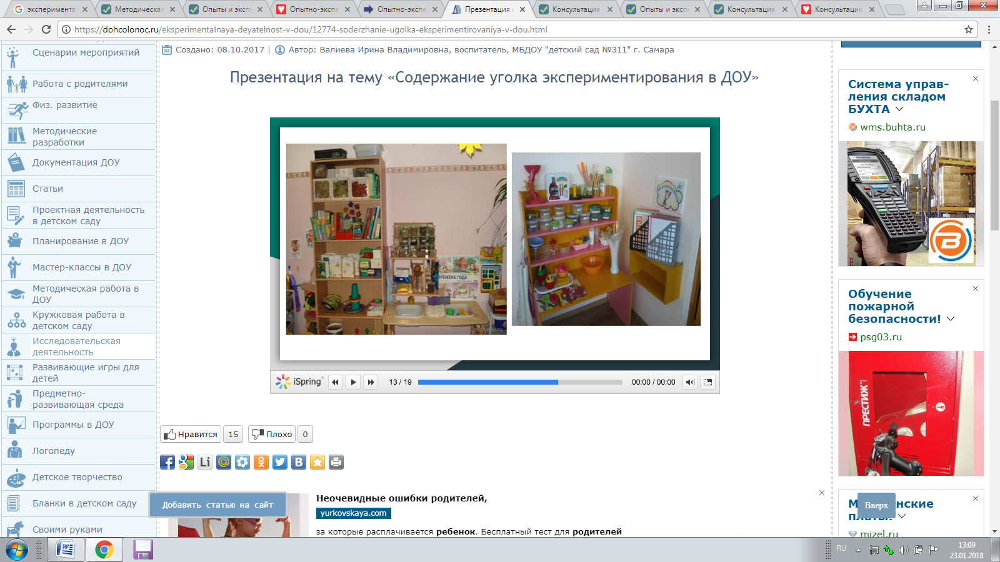 эксперимента
Методическая
Опыты и экспе
Опытно-экспе
Опытно-экспе
Презентация н
Консультация
Опыты и экспе
Консультация
Консультация
https://dohcolonoc.ru/eksperimentalnaya-deyatelnost-v-dou/12774-soderzhanie-ugolka-eksperimentirovaniya-v-dou.html
Сценарии мероприятий
Работа с родителями
Физ. развитие
Методические
разработки
Документация ДОУ
Статьи
Проектная деятельность
в детском саду
Планирование в ДОУ
Мастер-классы в ДОУ
Методическая работа в
ДОУ
Кружковая работа в
детском саду
Исследовательская
деятельность
Развивающие игры для
детей
Предметно-
развивающая среда
Программы в ДОУ
Логопеду
Детское творчество
Бланки в детском саду
Своими руками
Создано: 08.10.2017 | Автор: Валиева Ирина Владимировна, воспитатель, МБДОУ "детский сад №311" г. Самара
Презентация на тему «Содержание уголка экспериментирования в ДОУ»
ВРЕМЕНА ГОДА
iSpring
13 / 19
00:00 / 00:00
Нравится 15 Плохо 0
Li
Добавить статью на сайт
Неочевидные ошибки родителей,
yurkovskaya.com
за которые расплачивается ребенок. Бесплатный тест для родителей
Система управ-
ления складом
БУХТА
wms.buhta.ru
Обучение
пожарной
безопасности!
psg03.ru
ПРЕСТИЖ
Вверх
mizel.ru
RU
13:09
23.01.2018